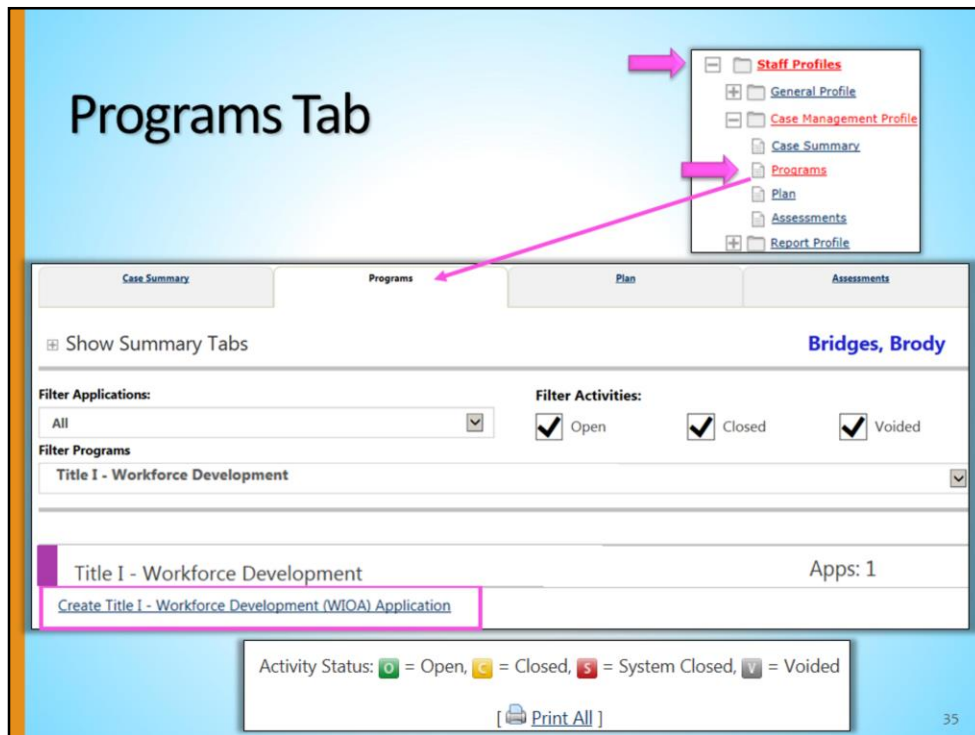 Programs Tab
Staff Profiles
General Profile
Case Management Profile
Case Summary
Programs
Plan
Assessments
Report Profile
Case Summary Programs Plan Assessments
Show Summary Tabs Bridges, Brody
Filter Applications: Filter Activities:
All Open Closed Voided
Filter Programs
Title I - Workforce Development
Title I - Workforce Development Apps: 1
Create Title I - Workforce Development (WIOA) Application
Activity Status: O = Open, C = Closed, S = System Closed, V = Voided
[ Print All ]
35